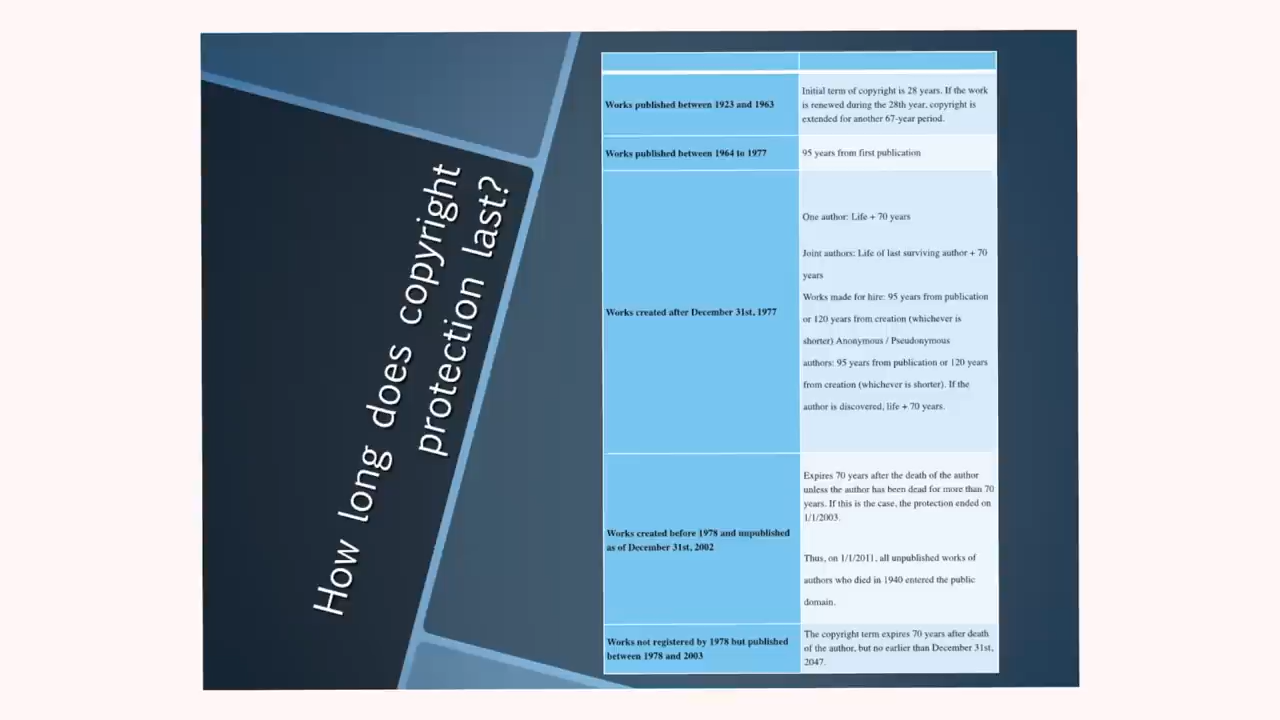 How long does copyright
protection last?
Works published between 1923 and 1963
Initial term of copyright is 28 years. If the work
is renewed during the 28th year, copyright is
extended for another 67-year period.
Works published between 1964 to 1977
95 years from first publication
Works created after December 31st, 1977
One author: Life + 70 years
Joint authors: Life of last surviving author + 70
years
Works made for hire: 95 years from publication
or 120 years from creation (whichever is
shorter) Anonymous / Pseudonymous
authors: 95 years from publication or 120 years
from creation (whichever is shorter). If the
author is discovered, life + 70 years.
Works created before 1978 and unpublished
as of December 31st, 2002
Expires 70 years after the death of the author
unless the author has been dead for more than 70
years. If this is the case, the protection ended on
1/1/2003.
Thus, on 1/1/2011, all unpublished works of
authors who died in 1940 entered the public
domain.
Works not registered by 1978 but published
between 1978 and 2003
The copyright term expires 70 years after death
of the author, but no earlier than December 31st,
2047.